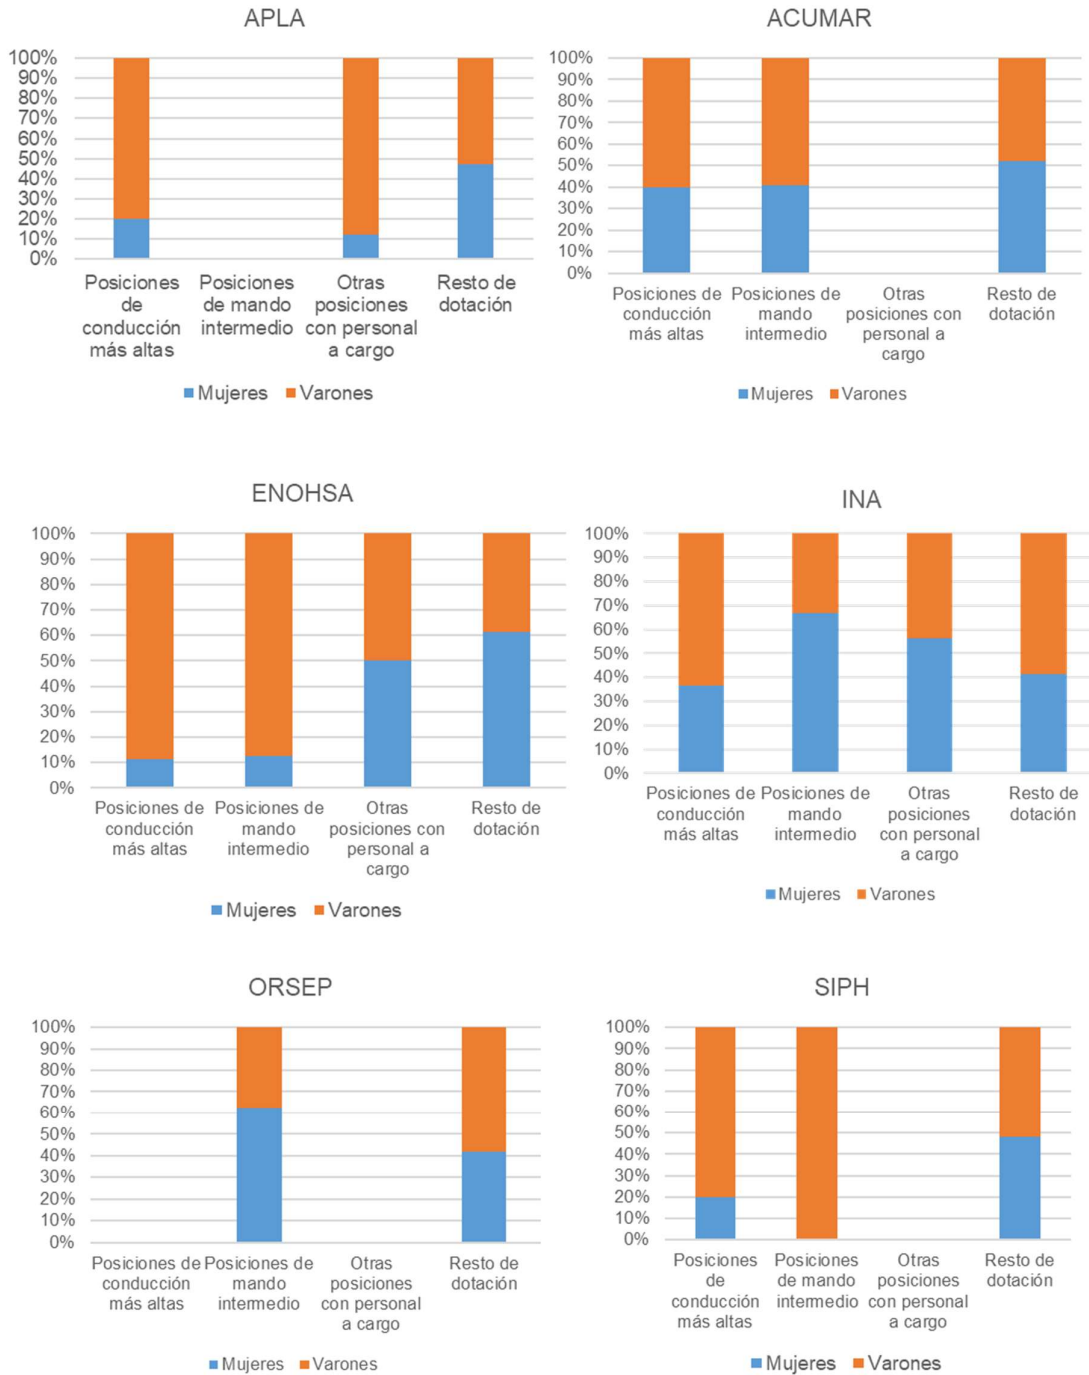 APLA
100%
90%
80%
70%
60%
50%
40%
30%
20%
10%
0%
Posiciones
de
conducción
más altas
Posiciones
de mando
intermedio
Otras
posiciones
con personal
a cargo
Resto de
dotación
Mujeres Varones
ACUMAR
100%
90%
80%
70%
60%
50%
40%
30%
20%
10%
0%
Posiciones de
conducción
más altas
Posiciones de
mando
intermedio
Otras
posiciones con
personal a
cargo
Resto de
dotación
Mujeres Varones
ENOHSA
100%
90%
80%
70%
60%
50%
40%
30%
20%
10%
0%
Posiciones de
conducción
más altas
Posiciones de
mando
intermedio
Otras
posiciones con
personal a
cargo
Resto de
dotación
Mujeres Varones
INA
100%
90%
80%
70%
60%
50%
40%
30%
20%
10%
0%
Posiciones de
conducción
más altas
Posiciones de
mando
intermedio
Otras
posiciones
con personal
a cargo
Resto de
dotación
Mujeres Varones
ORSEP
100%
90%
80%
70%
60%
50%
40%
30%
20%
10%
0%
Posiciones de
conducción
más altas
Posiciones de
mando
intermedio
Otras
posiciones
con personal
a cargo
Resto de
dotación
Mujeres Varones
SIPH
100%
90%
80%
70%
60%
50%
40%
30%
20%
10%
0%
Posiciones
de
conducción
más altas
Posiciones
de mando
intermedio
Otras
posiciones
con personal
a cargo
Resto de
dotación
Mujeres Varones